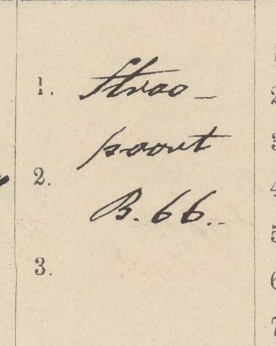 1. Stroo-
poort
2.
B. 66.
3.